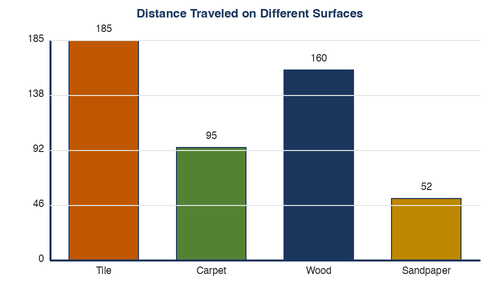 Distance Traveled on Different Surfaces
185
138
92
46
0
185
95
160
52
Tile
Carpet
Wood
Sandpaper